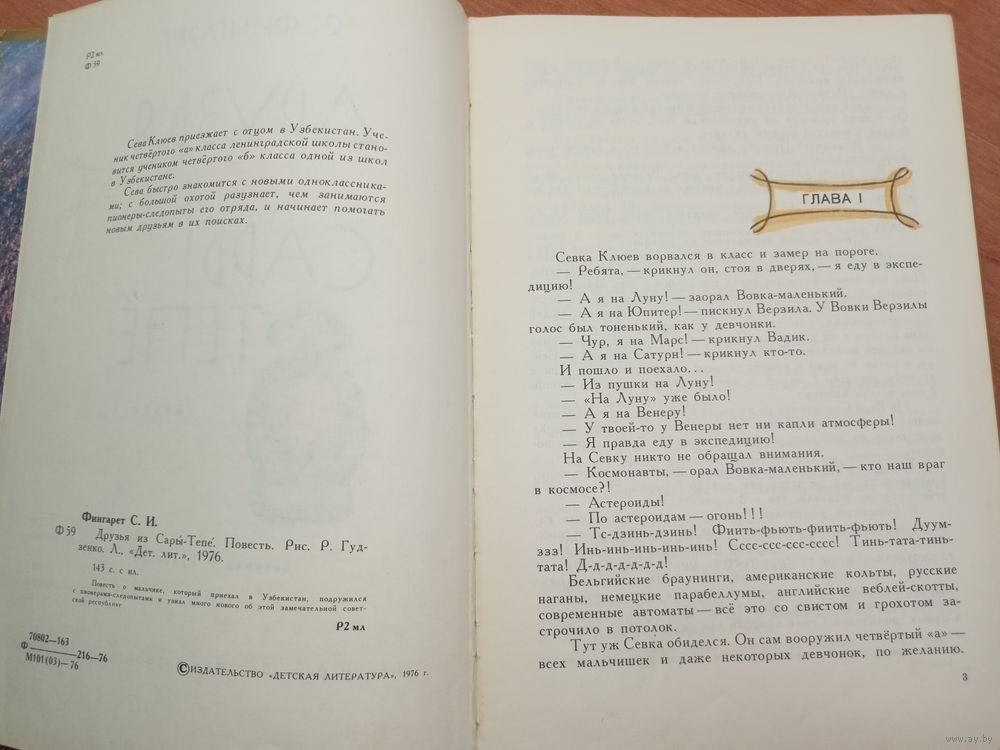 Р2 мл
Ф 59
Сева Клюев приезжает с отцом в Узбекистан. Уче-
ник четвёртого «а» класса ленинградской школы стано-
вится учеником четвёртого «б» класса одной из школ
в Узбекистане.
Сева быстро знакомится с новыми одноклассника-
ми; с большой охотой разузнает, чем занимаются
пионеры-следопыты его отряда, и начинает помогать
новым друзьям в их поисках.
Фингарет С. И.
Ф 59
Друзья из Сары́-Тепе́. Повесть. Рис. Р. Гуд-
зенко. Л., «Дет. лит.», 1976.
143 с. с ил.
Повесть о мальчике, который приехал в Узбекистан, подружился
с пионерами-следопытами и узнал много нового об этой замечательной совет-
ской республике
Р2 мл
70802—163
Ф————216—76
М101(03)—76
©ИЗДАТЕЛЬСТВО «ДЕТСКАЯ ЛИТЕРАТУРА», 1976 г.
ГЛАВА I
Севка Клюев ворвался в класс и замер на пороге.
— Ребята, — крикнул он, стоя в дверях, — я еду в экспе-
дицию!
— А я на Луну! — заорал Вовка-маленький.
— А я на Юпитер! — пискнул Верзила. У Вовки Верзилы
голос был тоненький, как у девчонки.
— Чур, я на Марс! — крикнул Вадик.
— А я на Сатурн! — крикнул кто-то.
И пошло и поехало...
— Из пушки на Луну!
— «На Луну» уже было!
— А я на Венеру!
— У твоей-то у Венеры нет ни капли атмосферы!
— Я правда еду в экспедицию!
На Севку никто не обращал внимания.
— Космонавты, — орал Вовка-маленький, — кто наш враг
в космосе?!
— Астероиды!
— По астероидам — огонь!!!
— Тс-дзинь-дзинь! Фиить-фьють-фиить-фьють! Дуум-
ззз! Инь-инь-инь-инь-инь! Сссс-ссс-ссс-сссс! Тинь-тата-тинь-
тата! Д-д-д-д-д-д-д!
Бельгийские браунинги, американские кольты, русские
наганы, немецкие парабеллумы, английские веблей-скотты,
современные автоматы — всё это со свистом и грохотом за-
строчило в потолок.
Тут уж Севка обиделся. Он сам вооружил четвёртый «а» —
всех мальчишек и даже некоторых девчонок, по желанию.
3
www.ay.by